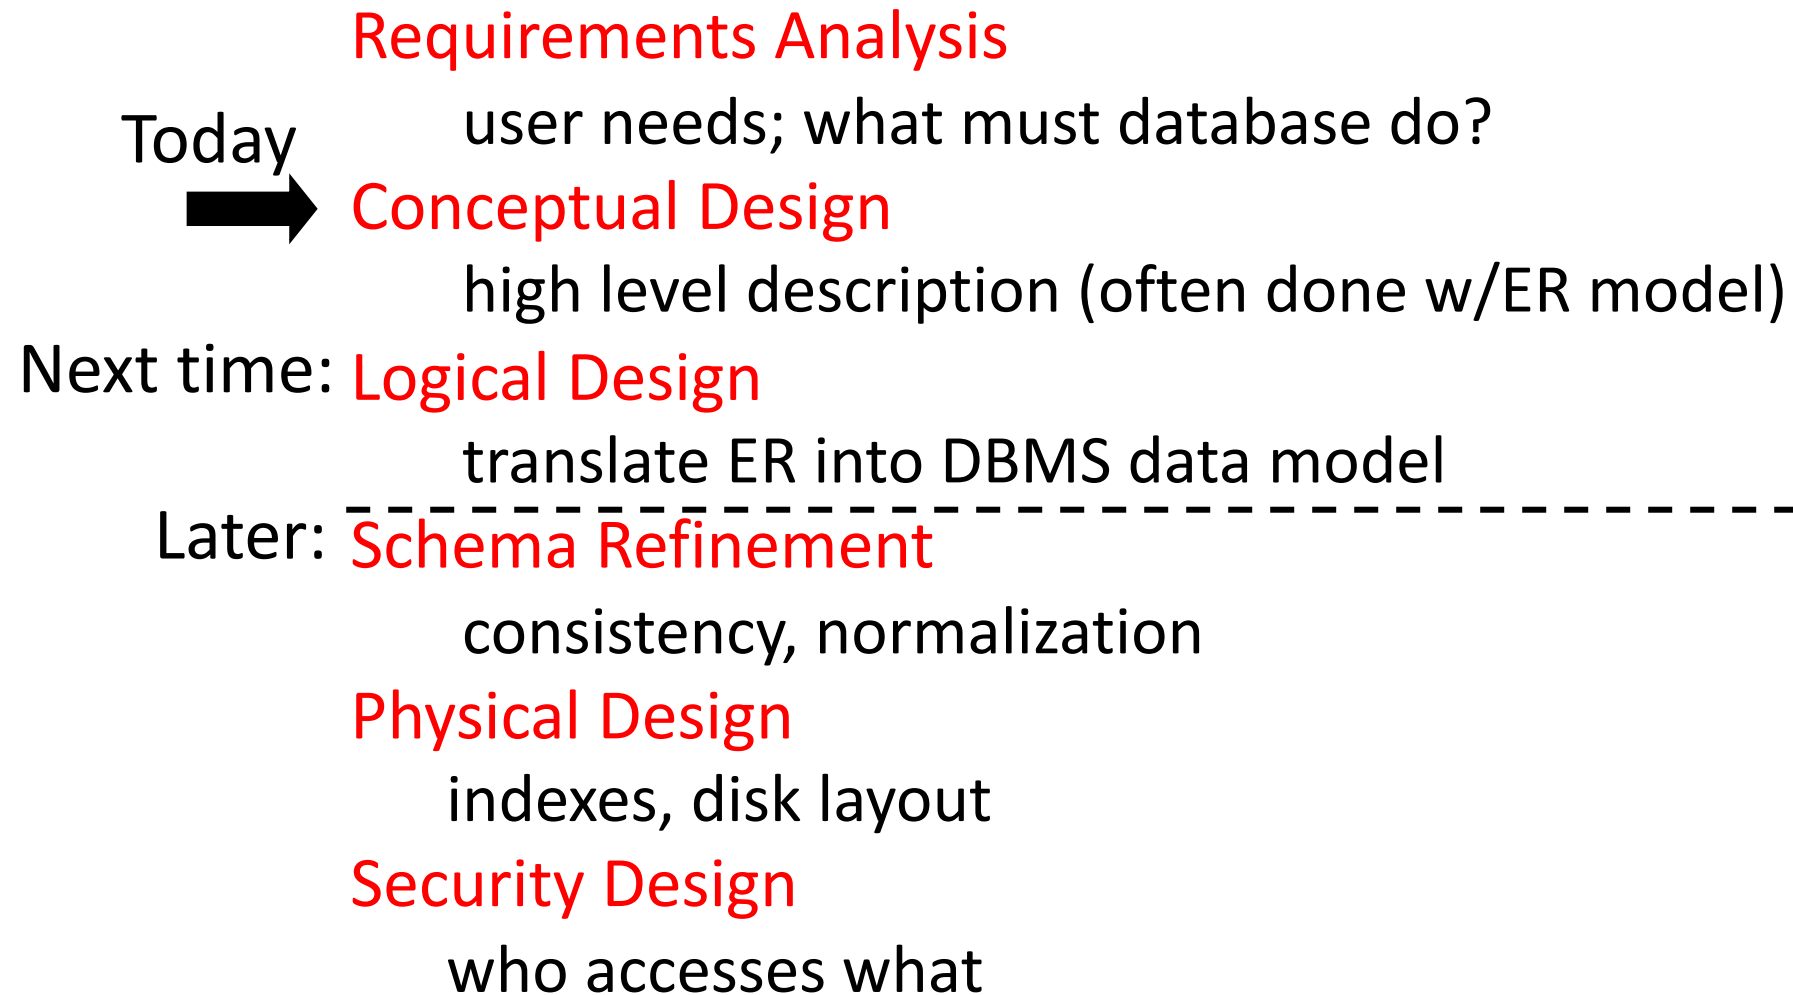 Requirements Analysis
user needs; what must database do?
Today
Conceptual Design
high level description (often done w/ER model)
Next time: Logical Design
translate ER into DBMS data model
Later: Schema Refinement
consistency, normalization
Physical Design
indexes, disk layout
Security Design
who accesses what